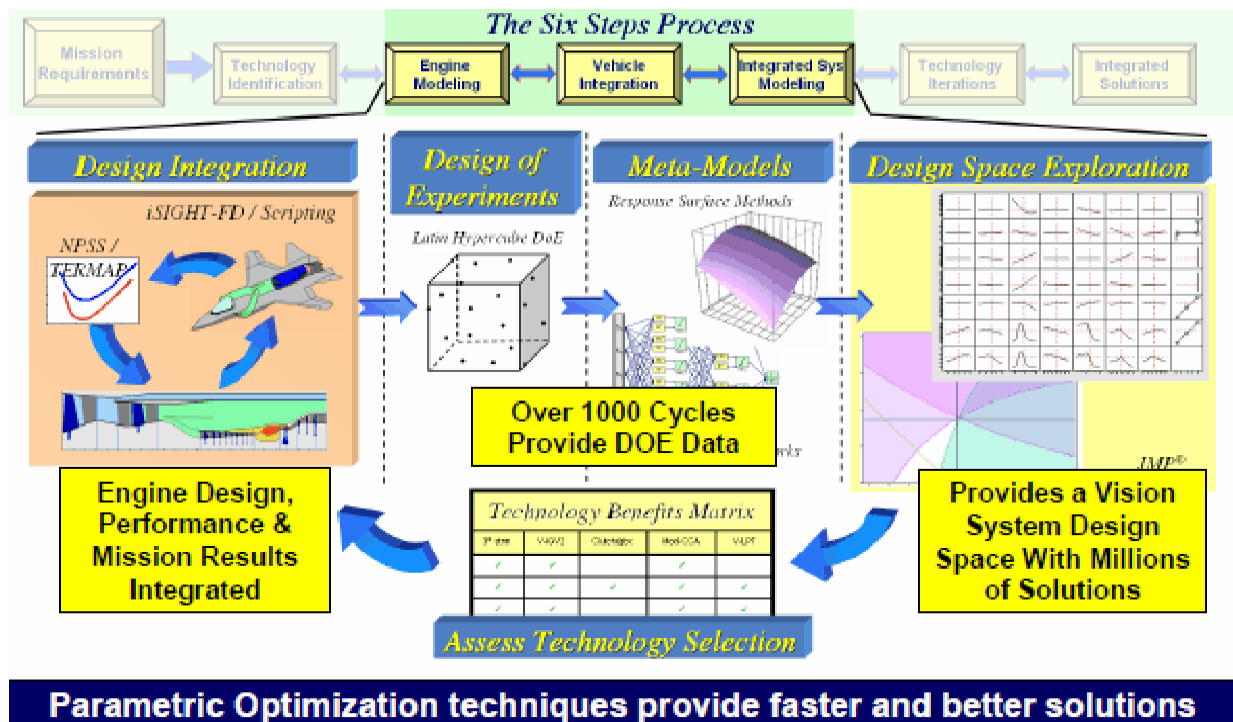 The Six Steps Process
Mission
Requirements
Technology
Identification
Engine
Modeling
Vehicle
Integration
Integrated Sys
Modeling
Technology
Iterations
Integrated
Solutions
Design Integration
iSIGHT-FD / Scripting
NPSS /
TERMAP
Engine Design,
Performance &
Mission Results
Integrated
Design of
Experiments
Latin Hypercube DoE
Meta-Models
Response Surface Methods
Over 1000 Cycles
Provide DOE Data
Design Space Exploration
JMP®
Provides a Vision
System Design
Space With Millions
of Solutions
Technology Benefits Matrix
3rd stream
✓ ✓ ✓
✓ ✓ ✓ ✓ ✓
✓ ✓ ✓ ✓
Assess Technology Selection
Parametric Optimization techniques provide faster and better solutions